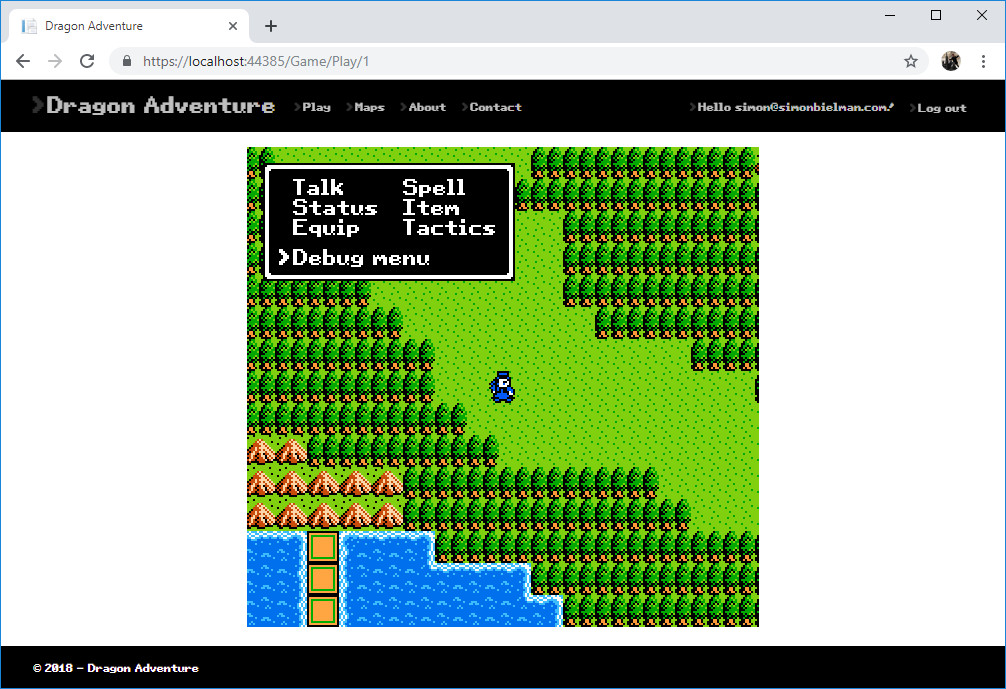 Dragon Adventure
https://localhost:44385/Game/Play/1
Dragon Adventure Play Maps About Contact Hello simon@simonbielman.com! Log out
Talk Spell
Status Item
Equip Tactics
Debug menu
© 2018 - Dragon Adventure